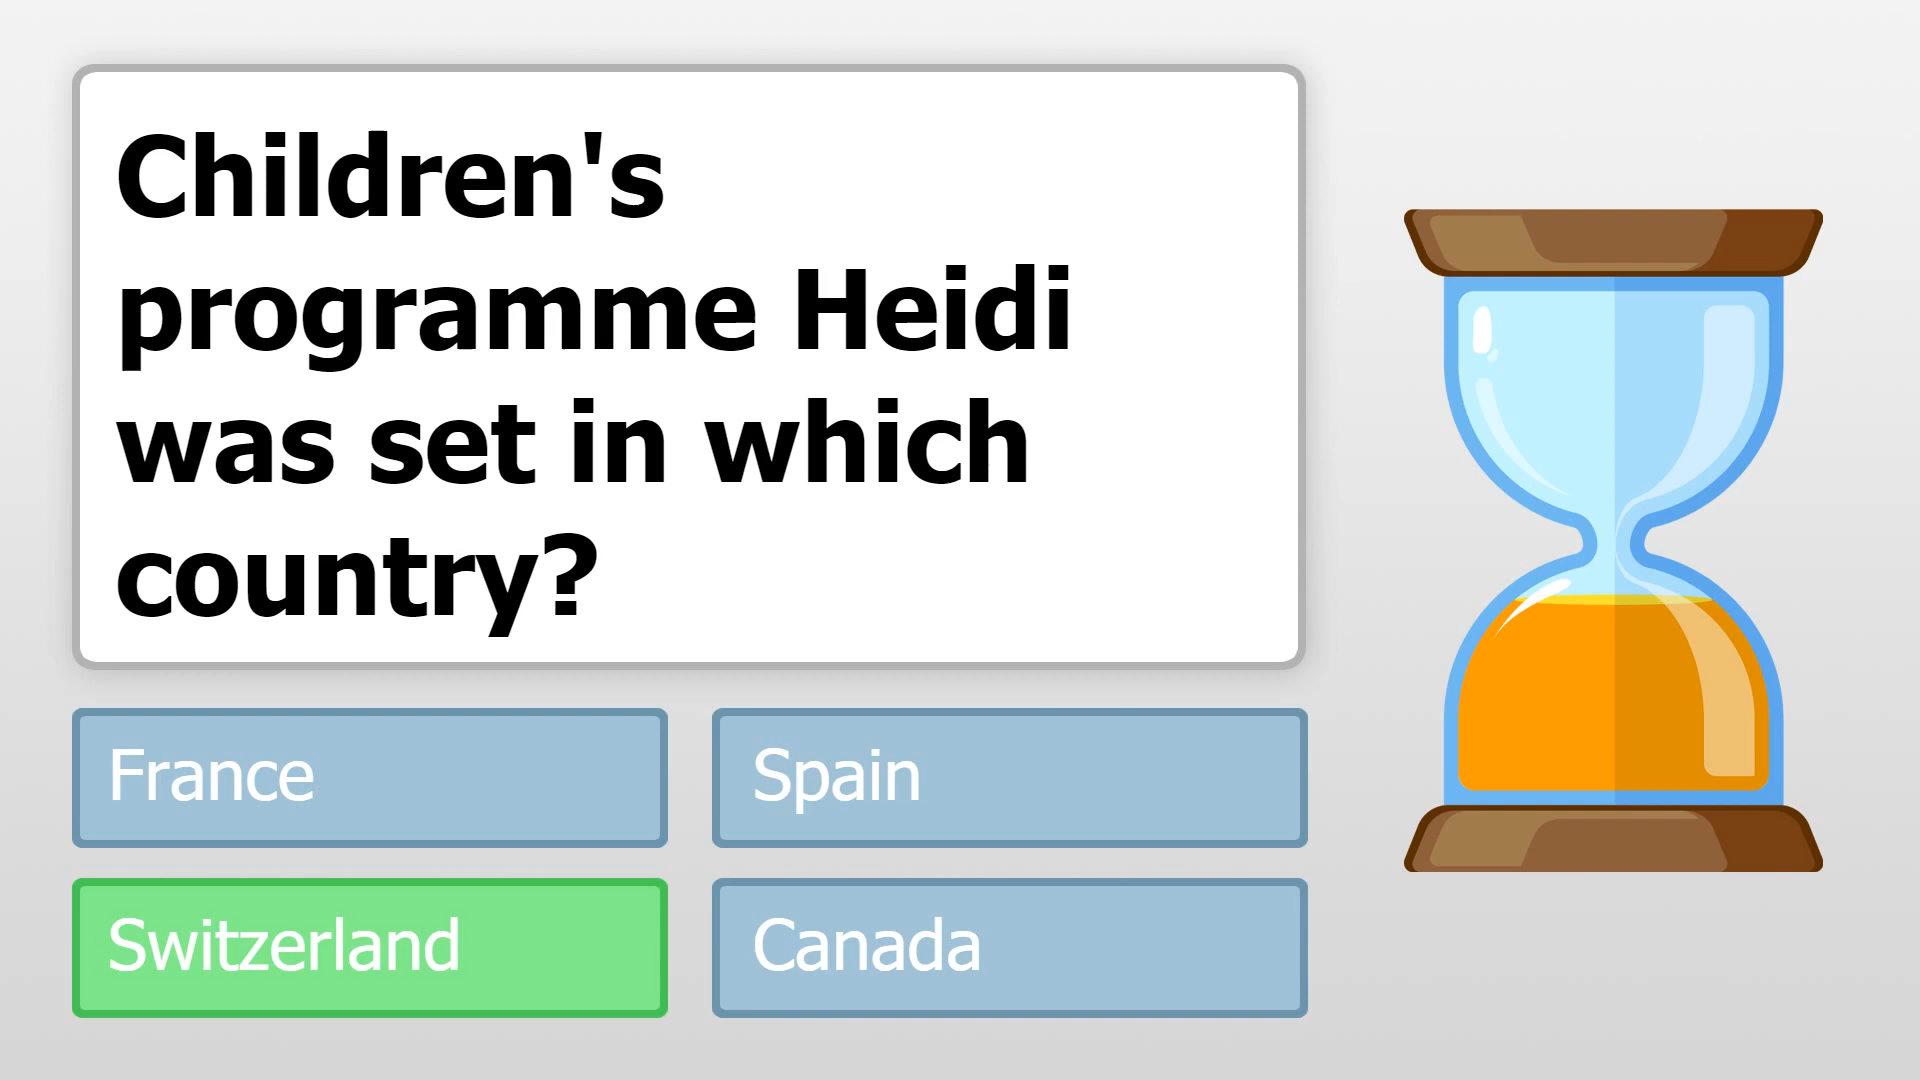 Children's
programme Heidi
was set in which
country?
France
Spain
Switzerland
Canada